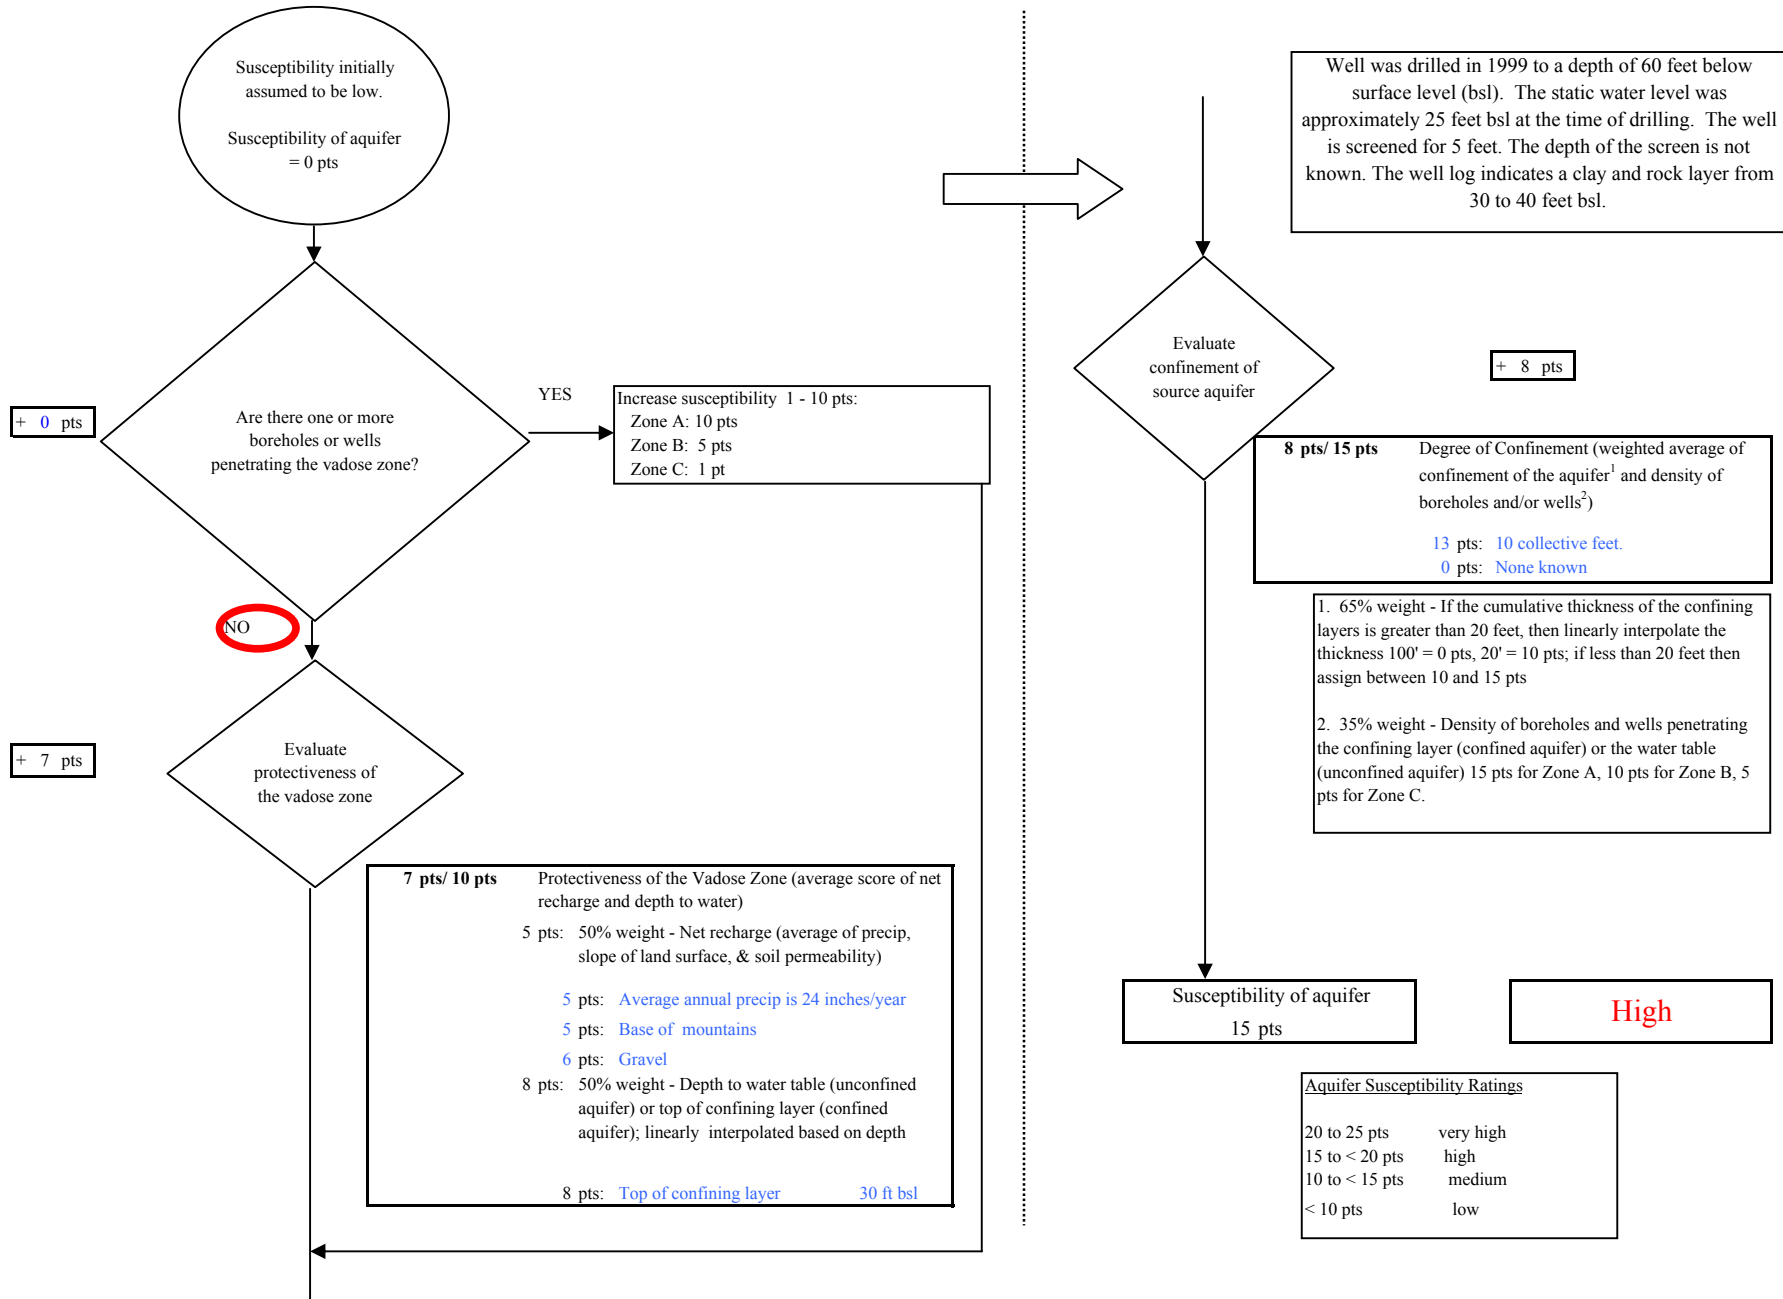 Susceptibility initially
assumed to be low.
Susceptibility of aquifer
= 0 pts
+ 0 pts
Are there one or more
boreholes or wells
penetrating the vadose zone?
YES
Increase susceptibility 1 - 10 pts:
Zone A: 10 pts
Zone B: 5 pts
Zone C: 1 pt
NO
+ 7 pts
Evaluate
protectiveness of
the vadose zone
7 pts/ 10 pts Protectiveness of the Vadose Zone (average score of net
recharge and depth to water)
5 pts: 50% weight - Net recharge (average of precip,
slope of land surface, & soil permeability)
5 pts: Average annual precip is 24 inches/year
5 pts: Base of mountains
6 pts: Gravel
8 pts: 50% weight - Depth to water table (unconfined
aquifer) or top of confining layer (confined
aquifer); linearly interpolated based on depth
8 pts: Top of confining layer 30 ft bsl
Well was drilled in 1999 to a depth of 60 feet below
surface level (bsl). The static water level was
approximately 25 feet bsl at the time of drilling. The well
is screened for 5 feet. The depth of the screen is not
known. The well log indicates a clay and rock layer from
30 to 40 feet bsl.
Evaluate
confinement of
source aquifer
+ 8 pts
8 pts/ 15 pts Degree of Confinement (weighted average of
confinement of the aquifer1 and density of
boreholes and/or wells2)
13 pts: 10 collective feet.
0 pts: None known
1. 65% weight - If the cumulative thickness of the confining
layers is greater than 20 feet, then linearly interpolate the
thickness 100' = 0 pts, 20' = 10 pts; if less than 20 feet then
assign between 10 and 15 pts
2. 35% weight - Density of boreholes and wells penetrating
the confining layer (confined aquifer) or the water table
(unconfined aquifer) 15 pts for Zone A, 10 pts for Zone B, 5
pts for Zone C.
Susceptibility of aquifer
15 pts
High
Aquifer Susceptibility Ratings
20 to 25 pts very high
15 to < 20 pts high
10 to < 15 pts medium
< 10 pts low